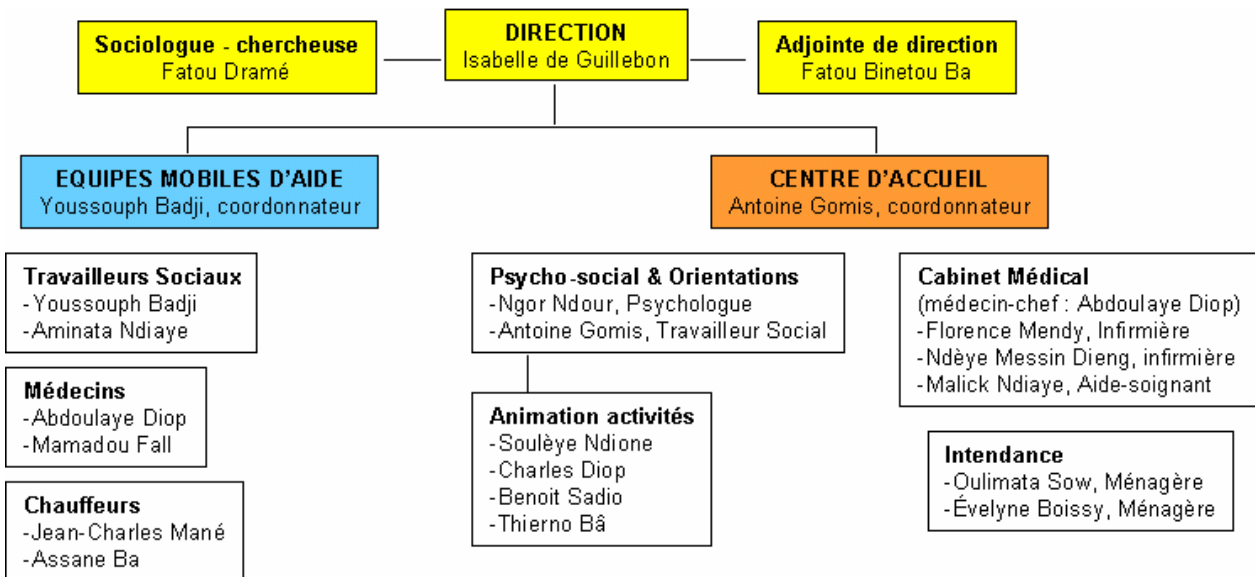 Sociologue - chercheuse
Fatou Dramé
DIRECTION
Isabelle de Guillebon
Adjointe de direction
Fatou Binetou Ba
EQUIPES MOBILES D'AIDE
Youssouph Badji, coordonnateur
CENTRE D'ACCUEIL
Antoine Gomis, coordonnateur
Travailleurs Sociaux
-Youssouph Badji
-Aminata Ndiaye
Médecins
-Abdoulaye Diop
-Mamadou Fall
Chauffeurs
-Jean-Charles Mané
-Assane Ba
Psycho-social & Orientations
-Ngor Ndour, Psychologue
-Antoine Gomis, Travailleur Social
Animation activités
-Soulèye Ndione
-Charles Diop
-Benoit Sadio
-Thierno Bâ
Cabinet Médical
(médecin-chef : Abdoulaye Diop)
-Florence Mendy, Infirmière
-Ndèye Messin Dieng, infirmière
-Malick Ndiaye, Aide-soignant
Intendance
-Oulimata Sow, Ménagère
-Évelyne Boissy, Ménagère